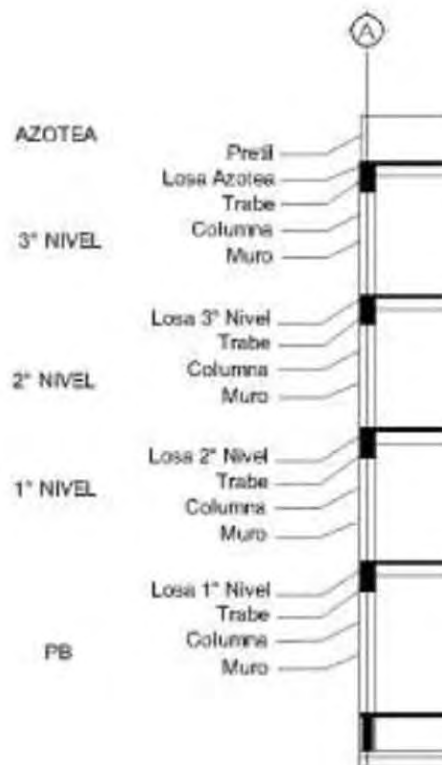 A
AZOTEA
Pretil
Losa Azotea
Trabe
Columna
3° NIVEL
Muro
Losa 3° Nivel
Trabe
Columna
2° NIVEL
Muro
Losa 2° Nivel
Trabe
1° NIVEL
Columna
Muro
Losa 1° Nivel
Trabe
Columna
PB
Muro